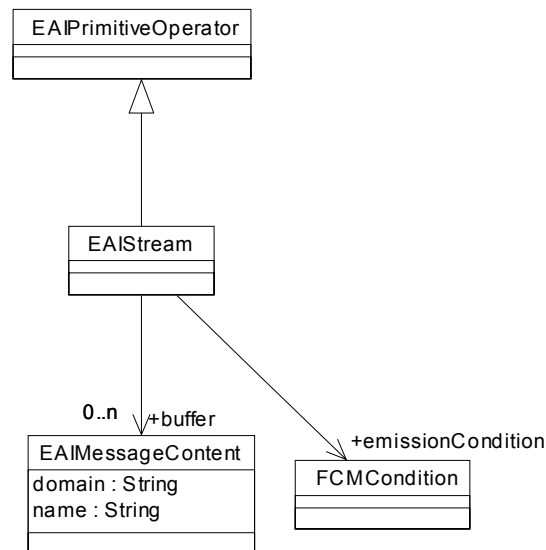 EAIPrimitiveOperator
EAIStream
0..n
+buffer
+emissionCondition
EAIMessageContent
domain : String
name : String
FCMCondition